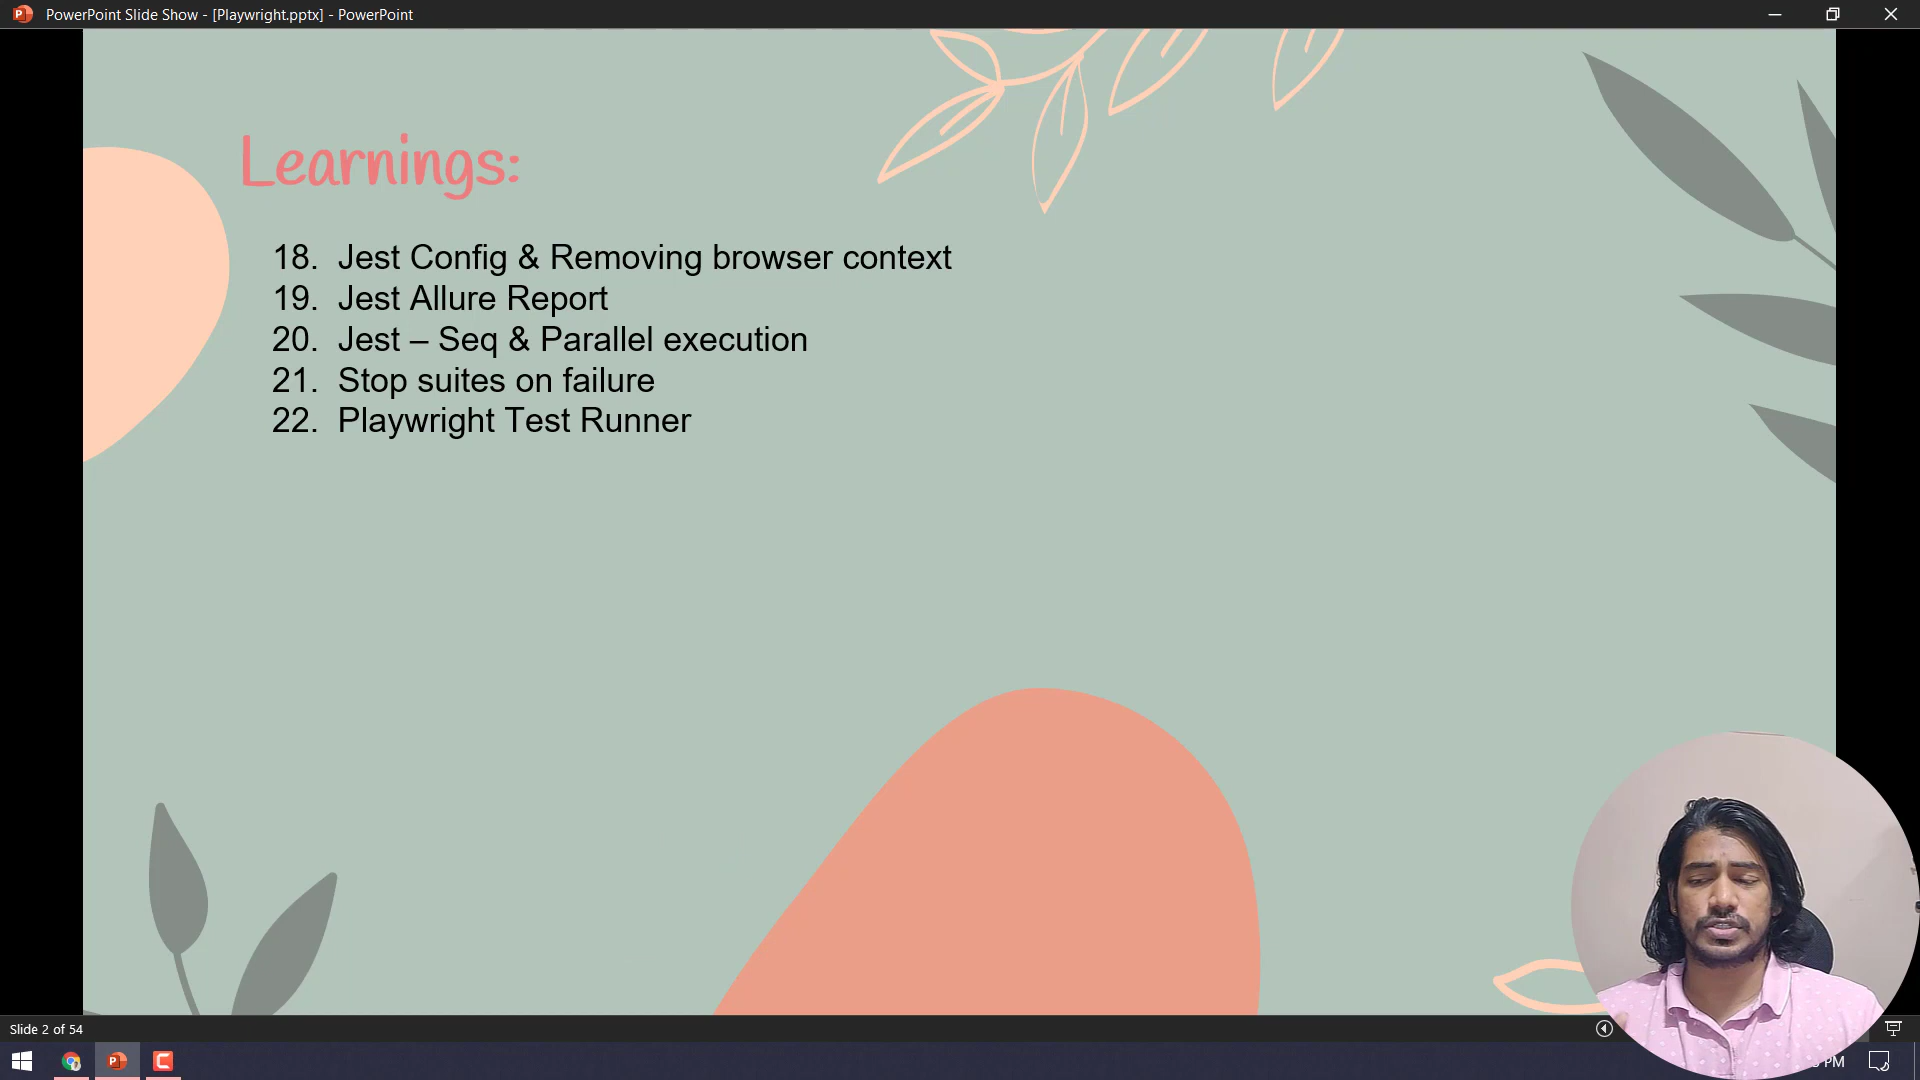 PowerPoint Slide Show - [Playwright.pptx] - PowerPoint
Learnings:
18. Jest Config & Removing browser context
19. Jest Allure Report
20. Jest – Seq & Parallel execution
21. Stop suites on failure
22. Playwright Test Runner
Slide 2 of 54
PM